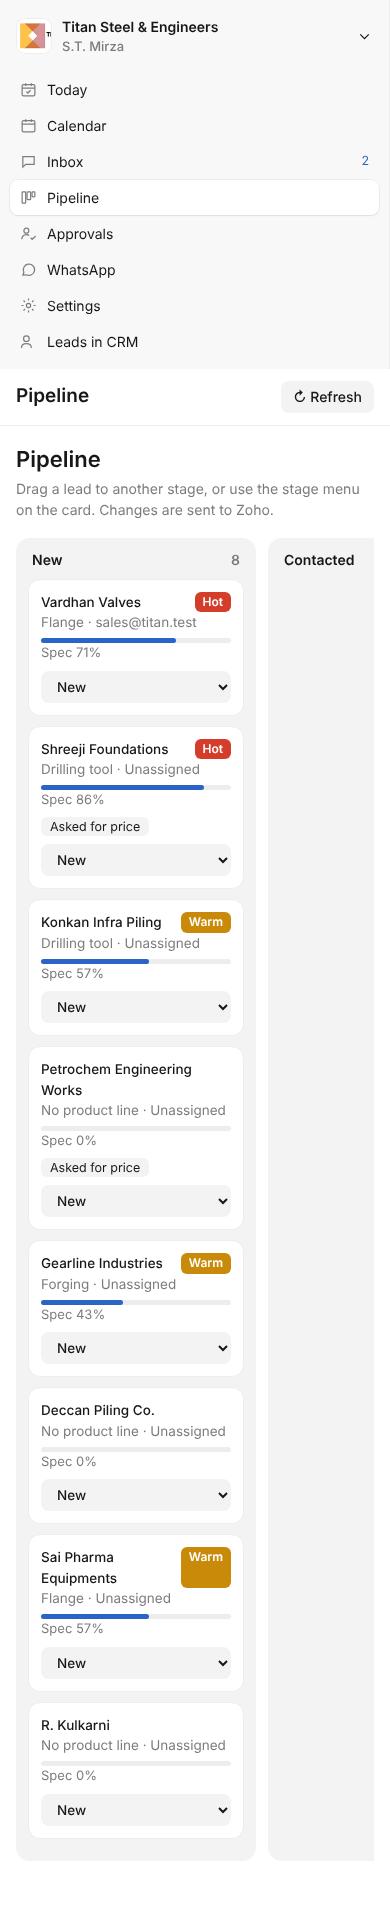 Titan Steel & Engineers
S.T. Mirza
Today
Calendar
Inbox 2
Pipeline
Approvals
WhatsApp
Settings
Leads in CRM
Pipeline
Refresh
Pipeline
Drag a lead to another stage, or use the stage menu
on the card. Changes are sent to Zoho.
New 8
Contacted
Vardhan Valves Hot
Flange · sales@titan.test
Spec 71%
New
Shreeji Foundations Hot
Drilling tool · Unassigned
Spec 86%
Asked for price
New
Konkan Infra Piling Warm
Drilling tool · Unassigned
Spec 57%
New
Petrochem Engineering
Works
No product line · Unassigned
Spec 0%
Asked for price
New
Gearline Industries Warm
Forging · Unassigned
Spec 43%
New
Deccan Piling Co.
No product line · Unassigned
Spec 0%
New
Sai Pharma Warm
Equipments
Flange · Unassigned
Spec 57%
New
R. Kulkarni
No product line · Unassigned
Spec 0%
New